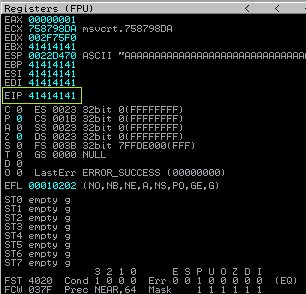 Registers (FPU) < < <
EAX 00000001
ECX 758798DA msvcrt.758798DA
EDX 002F75F0
EBX 41414141
ESP 0022D470 ASCII "AAAAAAAAAAAAAAAAAAAAAAAAAAAA
EBP 41414141
ESI 41414141
EDI 41414141
EIP 41414141
C 0 ES 0023 32bit 0(FFFFFFFF)
P 0 CS 001B 32bit 0(FFFFFFFF)
A 0 SS 0023 32bit 0(FFFFFFFF)
Z 0 DS 0023 32bit 0(FFFFFFFF)
S 0 FS 003B 32bit 7FFDE000(FFF)
T 0 GS 0000 NULL
D 0
O 0 LastErr ERROR_SUCCESS (00000000)
EFL 00010202 (NO,NB,NE,A,NS,PO,GE,G)
ST0 empty g
ST1 empty g
ST2 empty g
ST3 empty g
ST4 empty g
ST5 empty g
ST6 empty g
ST7 empty g
3 2 1 0 E S P U O Z D I
FST 4020 Cond 1 0 0 0 Err 0 0 1 0 0 0 0 0 (EQ)
FCW 037F Prec NEAR,64 Mask 1 1 1 1 1 1